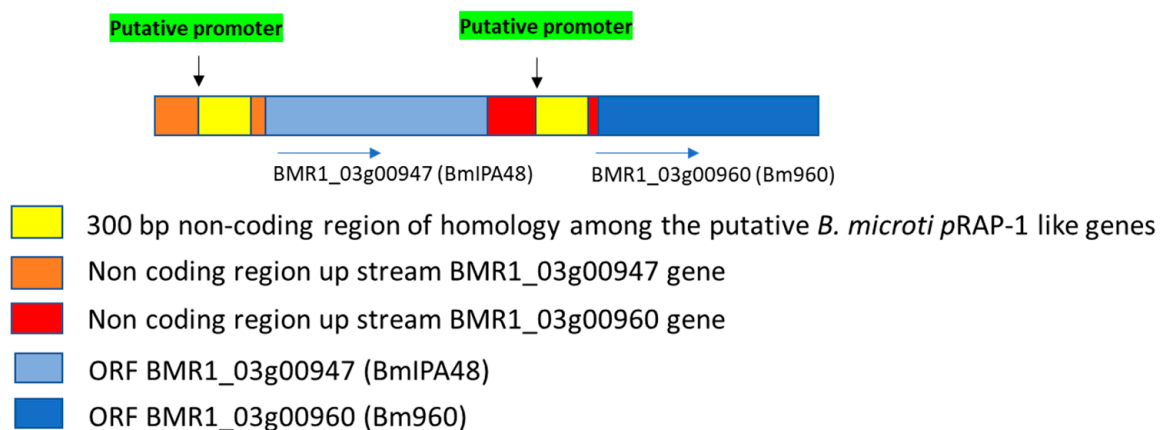 Putative promoter
Putative promoter
BMR1_03g00947 (BmIPA48)
BMR1_03g00960 (Bm960)
300 bp non-coding region of homology among the putative B. microti pRAP-1 like genes
Non coding region up stream BMR1_03g00947 gene
Non coding region up stream BMR1_03g00960 gene
ORF BMR1_03g00947 (BmIPA48)
ORF BMR1_03g00960 (Bm960)